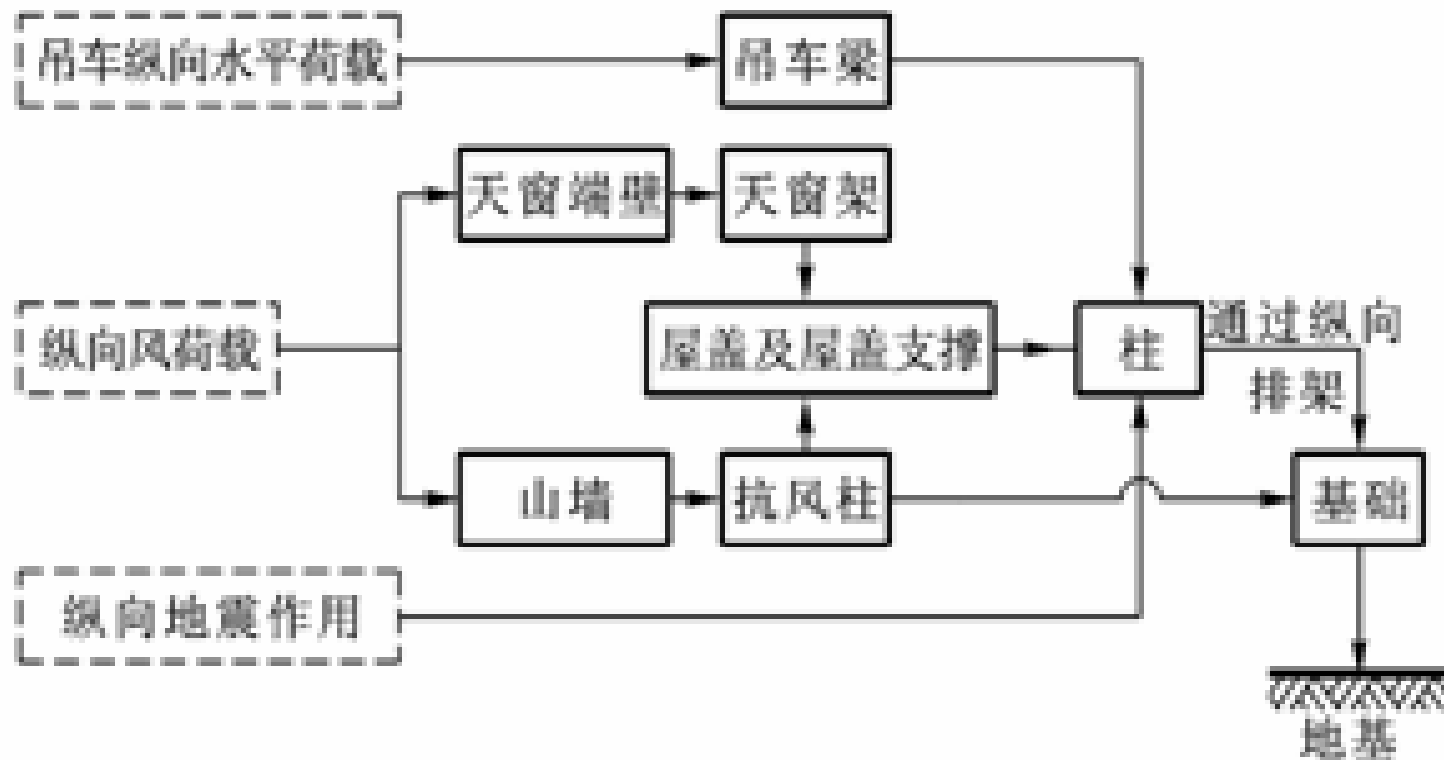 吊车纵向水平荷载
吊车梁
天窗端壁
天窗架
纵向风荷载
屋盖及屋盖支撑
柱
通过纵向
排架
山墙
抗风柱
基础
纵向地震作用
地基